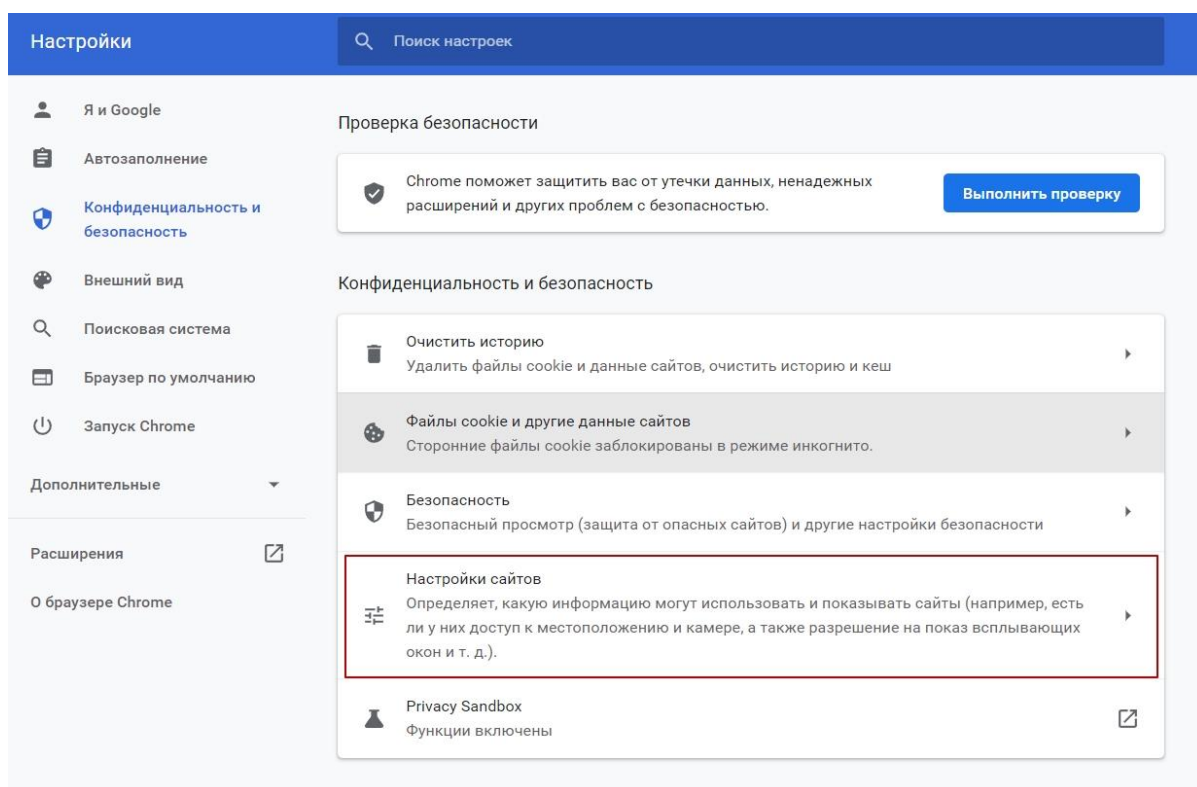 Настройки
Поиск настроек
Я и Google
Автозаполнение
Конфиденциальность и
безопасность
Внешний вид
Поисковая система
Браузер по умолчанию
Запуск Chrome
Дополнительные
Расширения
О браузере Chrome
Проверка безопасности
Chrome поможет защитить вас от утечки данных, ненадежных
расширений и других проблем с безопасностью.
Выполнить проверку
Конфиденциальность и безопасность
Очистить историю
Удалить файлы cookie и данные сайтов, очистить историю и кеш
Файлы cookie и другие данные сайтов
Сторонние файлы cookie заблокированы в режиме инкогнито.
Безопасность
Безопасный просмотр (защита от опасных сайтов) и другие настройки безопасности
Настройки сайтов
Определяет, какую информацию могут использовать и показывать сайты (например, есть
ли у них доступ к местоположению и камере, а также разрешение на показ всплывающих
окон и т. д.).
Privacy Sandbox
Функции включены